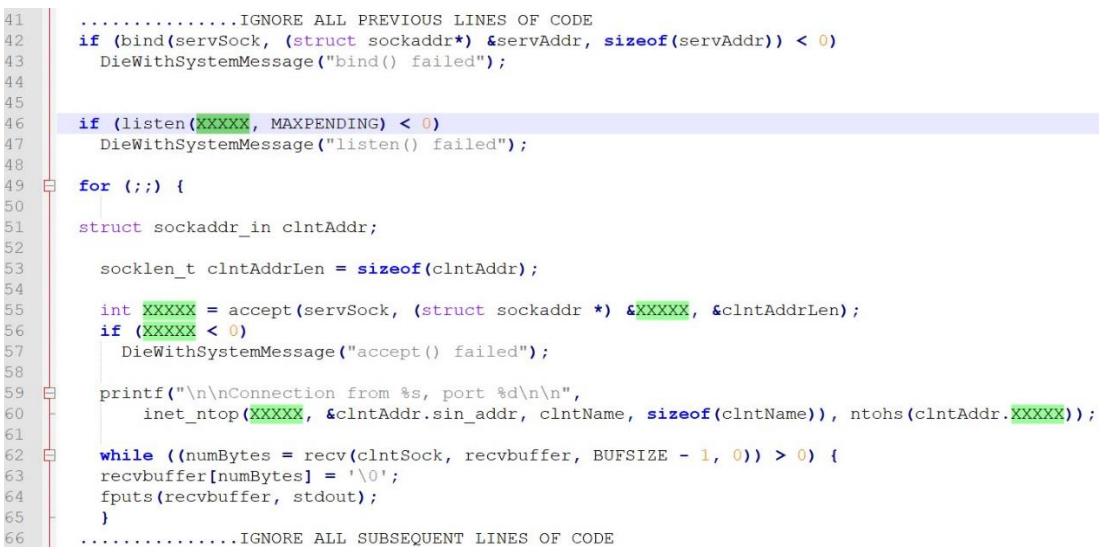 41 ...............IGNORE ALL PREVIOUS LINES OF CODE
42 if (bind(servSock, (struct sockaddr*) &servAddr, sizeof(servAddr)) < 0)
43 DieWithSystemMessage("bind() failed");
44
45
46 if (listen(XXXXX, MAXPENDING) < 0)
47 DieWithSystemMessage("listen() failed");
48
49 for (;;) {
50
51 struct sockaddr_in clntAddr;
52
53 socklen_t clntAddrLen = sizeof(clntAddr);
54
55 int XXXXX = accept(servSock, (struct sockaddr *) &XXXXX, &clntAddrLen);
56 if (XXXXX < 0)
57 DieWithSystemMessage("accept() failed");
58
59 printf("\n\nConnection from %s, port %d\n\n",
60 inet_ntop(XXXXX, &clntAddr.sin_addr, clntName, sizeof(clntName)), ntohs(clntAddr.XXXXX));
61
62 while ((numBytes = recv(clntSock, recvbuffer, BUFSIZE - 1, 0)) > 0) {
63 recvbuffer[numBytes] = '\0';
64 fputs(recvbuffer, stdout);
65 }
66 ...............IGNORE ALL SUBSEQUENT LINES OF CODE